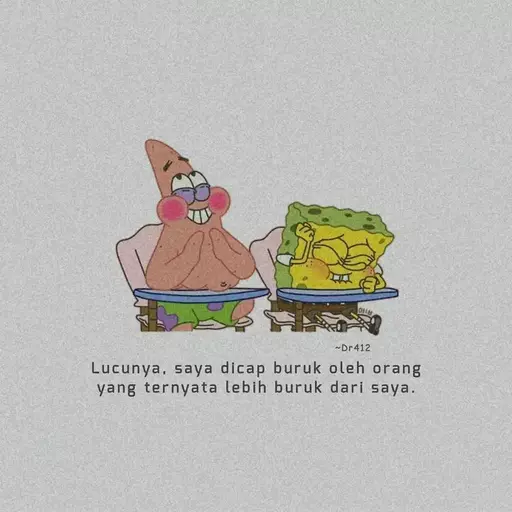 ~Dr412
Lucunya, saya dicap buruk oleh orang
yang ternyata lebih buruk dari saya.